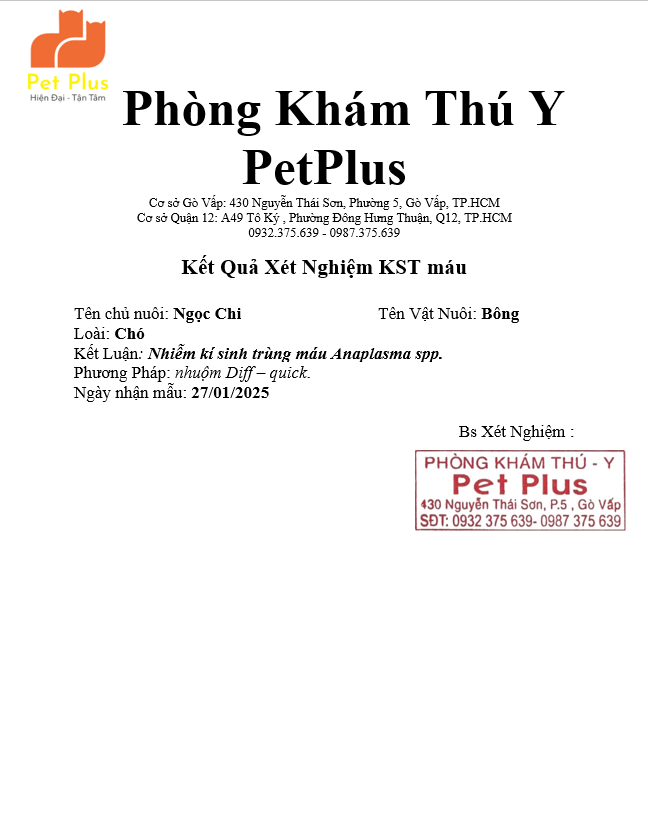 Pet Plus
Hiện Đại - Tận Tâm
Phòng Khám Thú Y
PetPlus
Cơ sở Gò Vấp: 430 Nguyễn Thái Sơn, Phường 5, Gò Vấp, TP.HCM
Cơ sở Quận 12: A49 Tô Ký , Phường Đông Hưng Thuận, Q12, TP.HCM
0932.375.639 - 0987.375.639
Kết Quả Xét Nghiệm KST máu
Tên chủ nuôi: Ngọc Chi Tên Vật Nuôi: Bông
Loài: Chó
Kết Luận: Nhiễm kí sinh trùng máu Anaplasma spp.
Phương Pháp: nhuộm Diff – quick.
Ngày nhận mẫu: 27/01/2025
Bs Xét Nghiệm :
PHÒNG KHÁM THÚ - Y
Pet Plus
430 Nguyễn Thái Sơn, P.5 , Gò Vấp
SĐT: 0932 375 639- 0987 375 639